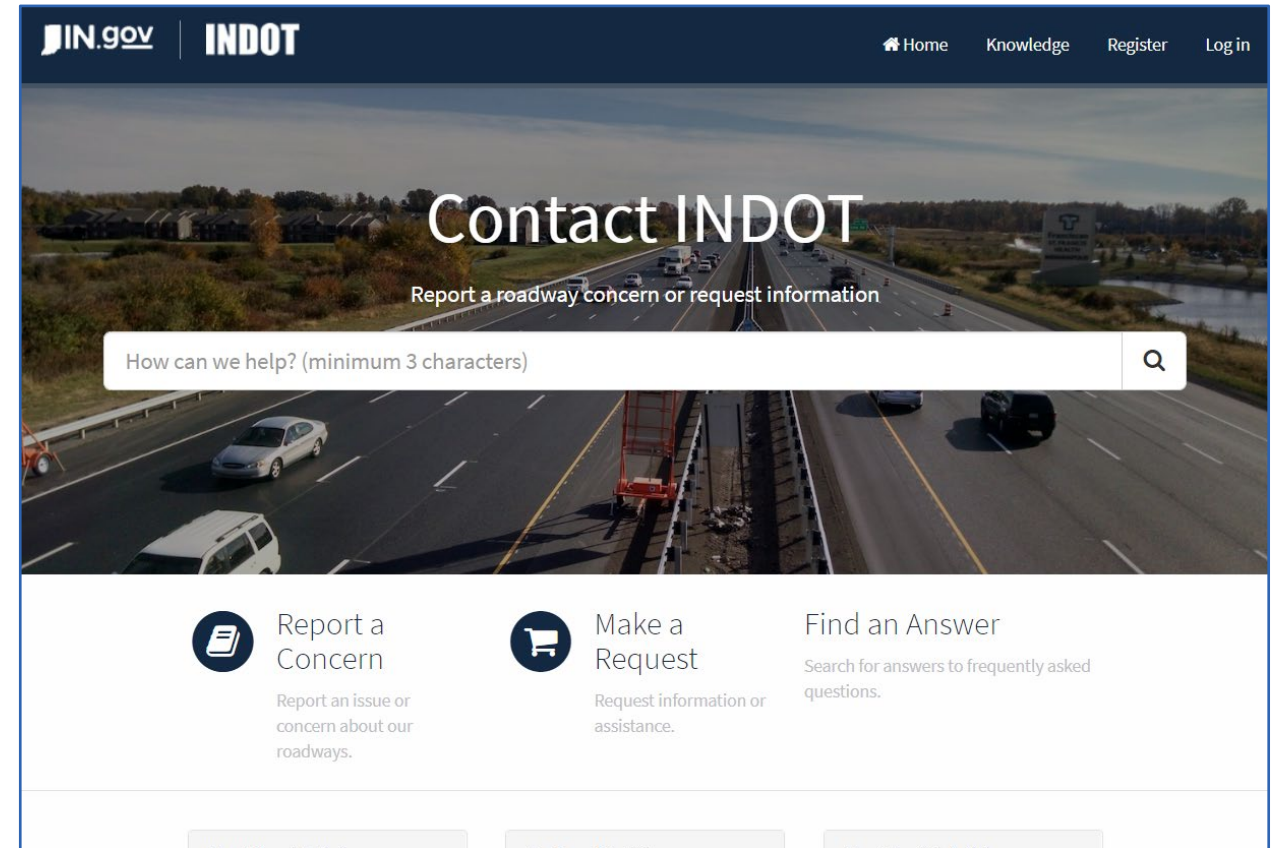 IN.gov
INDOT
Home Knowledge Register Log in
Contact INDOT
Report a roadway concern or request information
How can we help? (minimum 3 characters)
Report a
Concern
Report an issue or
concern about our
roadways.
Make a
Request
Request information or
assistance.
Find an Answer
Search for answers to frequently asked
questions.